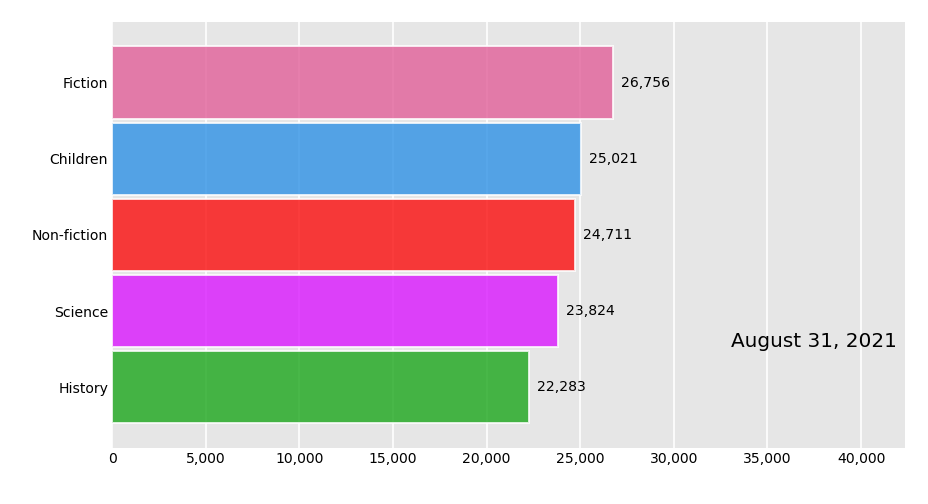 Fiction 26,756
Children 25,021
Non-fiction 24,711
Science 23,824
August 31, 2021
History 22,283
0 5,000 10,000 15,000 20,000 25,000 30,000 35,000 40,000